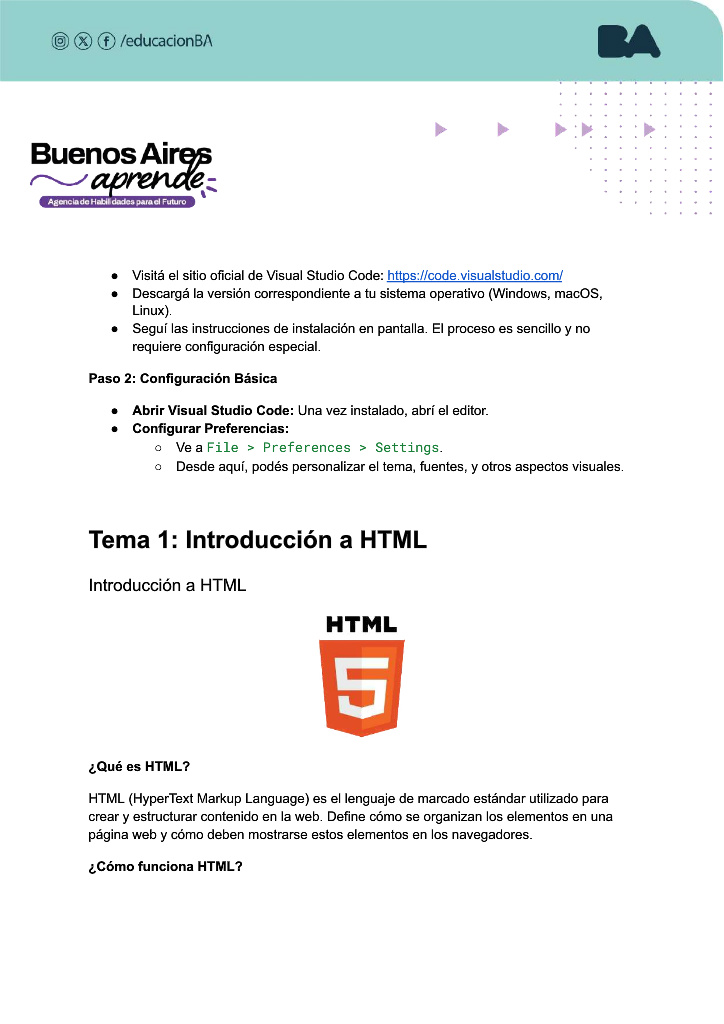 /educacionBA
BA
Buenos Aires
aprende
Agencia de Habilidades para el Futuro
● Visitá el sitio oficial de Visual Studio Code: https://code.visualstudio.com/
● Descargá la versión correspondiente a tu sistema operativo (Windows, macOS,
Linux).
● Seguí las instrucciones de instalación en pantalla. El proceso es sencillo y no
requiere configuración especial.
Paso 2: Configuración Básica
● Abrir Visual Studio Code: Una vez instalado, abrí el editor.
● Configurar Preferencias:
○ Ve a File > Preferences > Settings.
○ Desde aquí, podés personalizar el tema, fuentes, y otros aspectos visuales.
Tema 1: Introducción a HTML
Introducción a HTML
HTML
5
¿Qué es HTML?
HTML (HyperText Markup Language) es el lenguaje de marcado estándar utilizado para
crear y estructurar contenido en la web. Define cómo se organizan los elementos en una
página web y cómo deben mostrarse estos elementos en los navegadores.
¿Cómo funciona HTML?